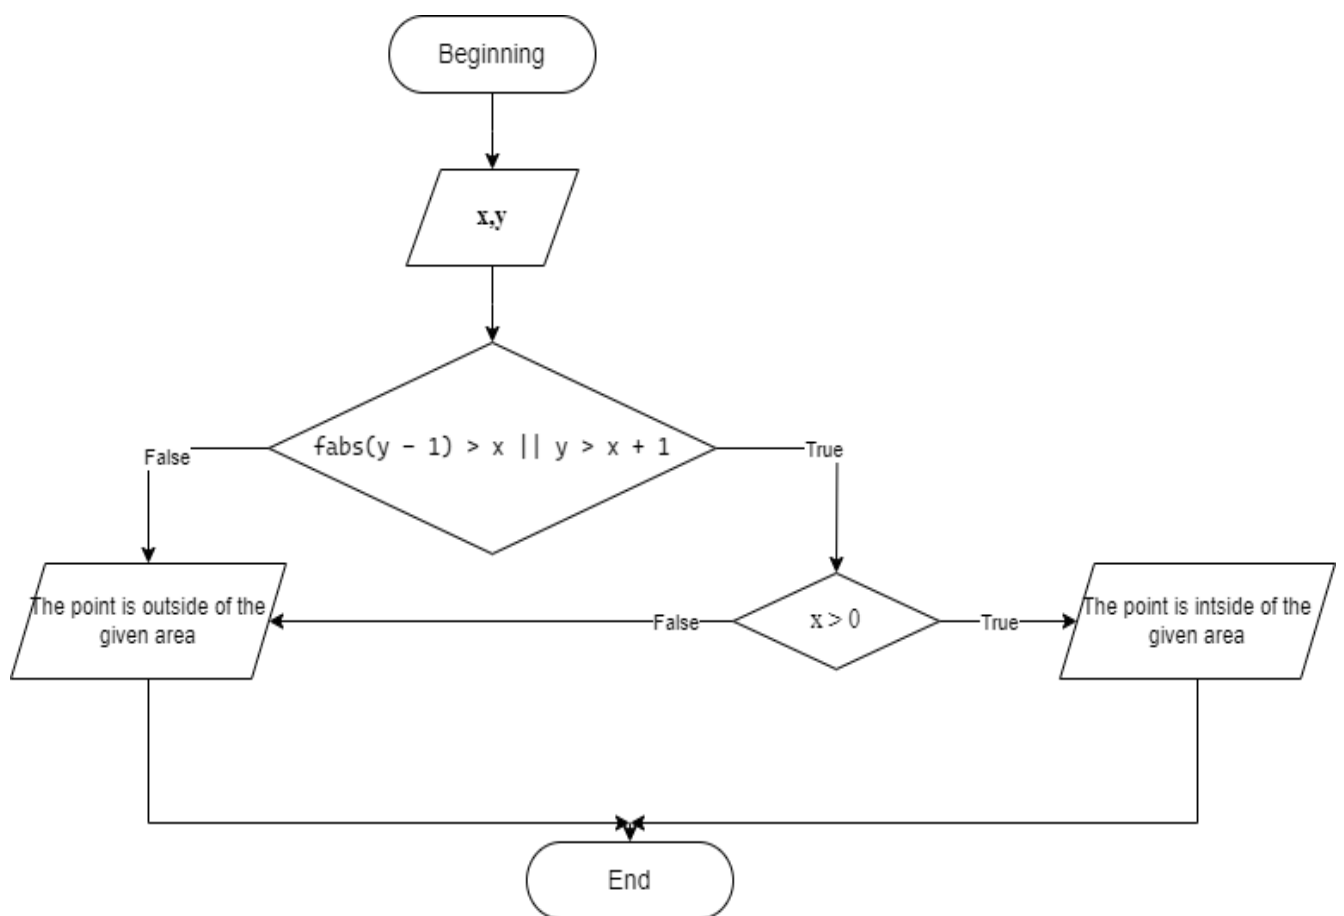 Beginning
x,y
fabs(y - 1) > x || y > x + 1
False
True
The point is outside of the
given area
False
x > 0
True
The point is intside of the
given area
End